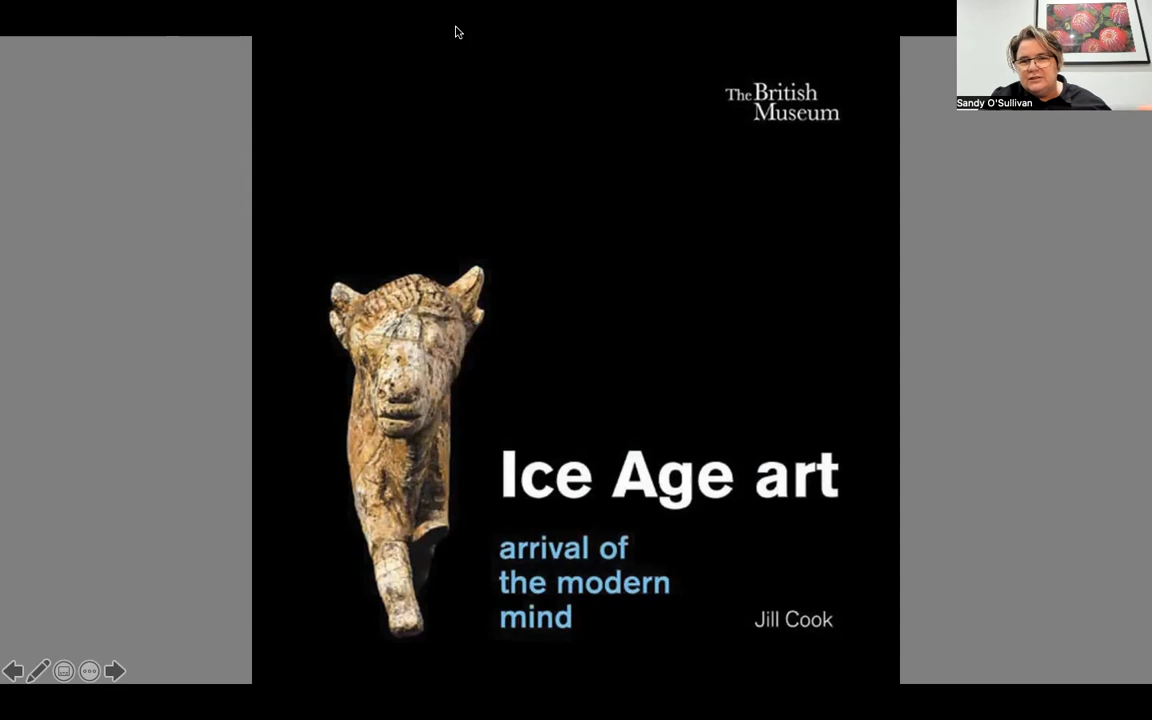 The British
Museum
Sandy O'Sullivan
Ice Age art
arrival of
the modern
mind
Jill Cook